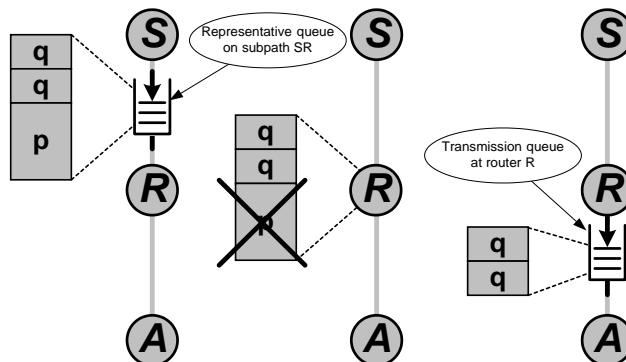 S
Representative queue
on subpath SR
q
q
p
R
A
S
q
q
p
R
A
S
Transmission queue
at router R
R
q
q
A